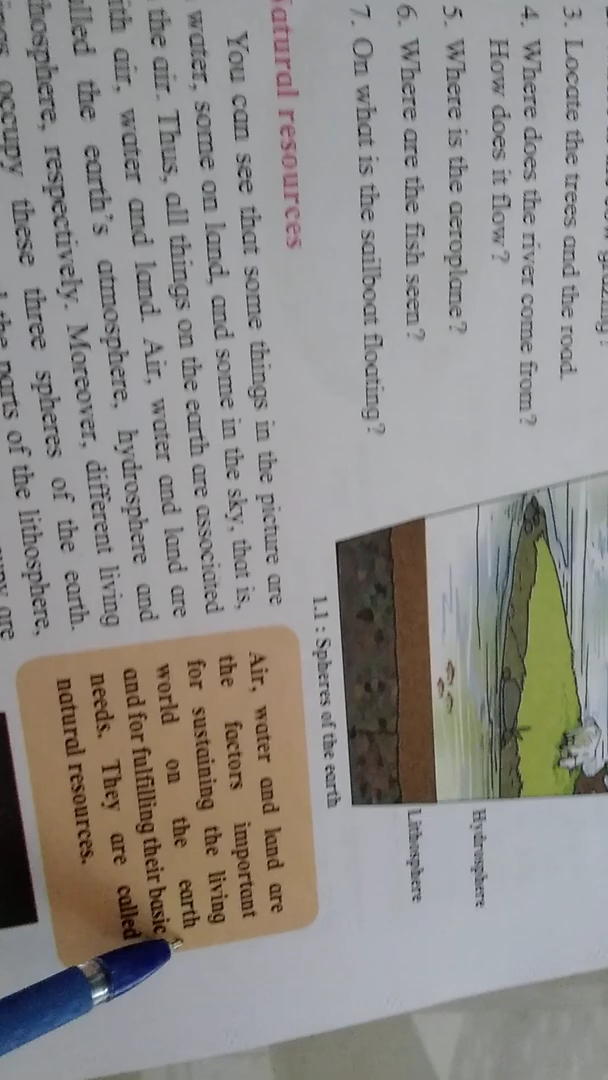 3. Locate the trees and the road.
4. Where does the river come from?
How does it flow?
5. Where is the aeroplane?
6. Where are the fish seen?
7. On what is the sailboat floating?
Hydrosphere
Lithosphere
1.1 : Spheres of the earth
Natural resources
You can see that some things in the picture are
water, some on land, and some in the sky, that is,
the air. Thus, all things on the earth are associated
with air, water and land. Air, water and land are
called the earth's atmosphere, hydrosphere and
lithosphere, respectively. Moreover, different living
occupy these three spheres of the earth.
the parts of the lithosphere,
Air, water and land are
the factors important
for sustaining the living
world on the earth
and for fulfilling their basic
needs. They are called
natural resources.